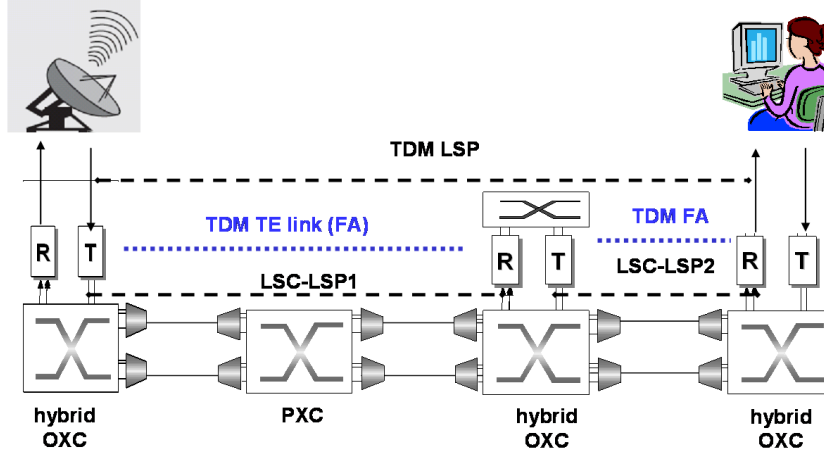 TDM LSP
TDM TE link (FA)
TDM FA
R
T
R
T
R
T
LSC-LSP1
LSC-LSP2
hybrid
OXC
PXC
hybrid
OXC
hybrid
OXC